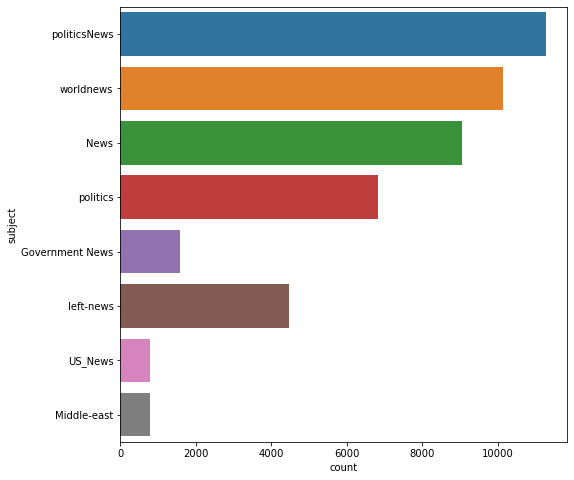 politicsNews
worldnews
News
politics
Government News
left-news
US_News
Middle-east
subject
0 2000 4000 6000 8000 10000
count